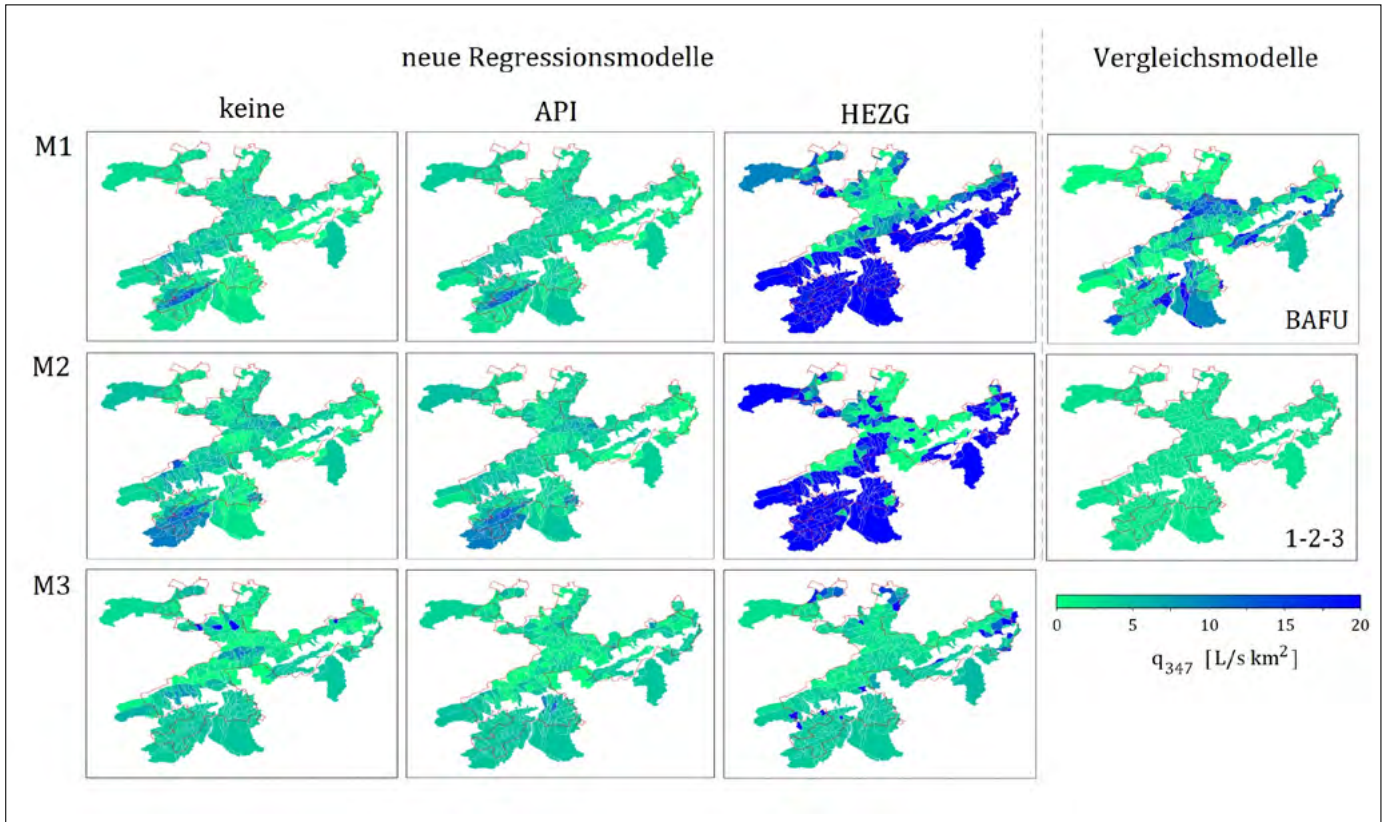 neue Regressionsmodelle
Vergleichsmodelle
keine
API
HEZG
M1
BAFU
M2
1-2-3
M3
0 5 10 15 20
q347 [L/s km²]